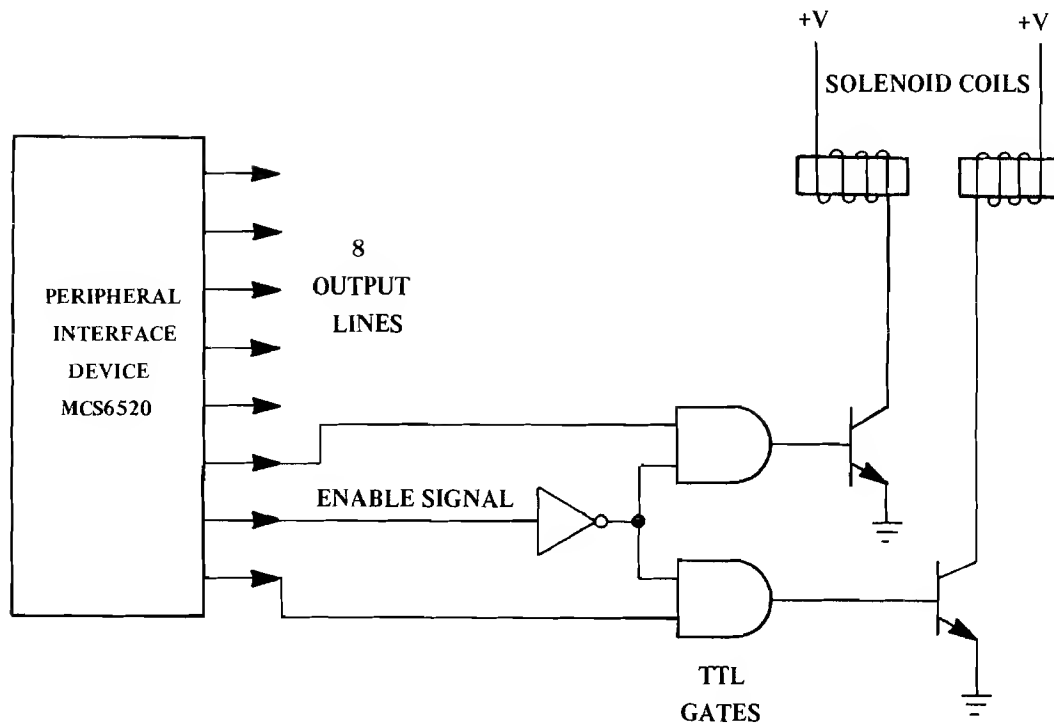 +V
+V
SOLENOID COILS
8
OUTPUT
LINES
PERIPHERAL
INTERFACE
DEVICE
MCS6520
ENABLE SIGNAL
TTL
GATES